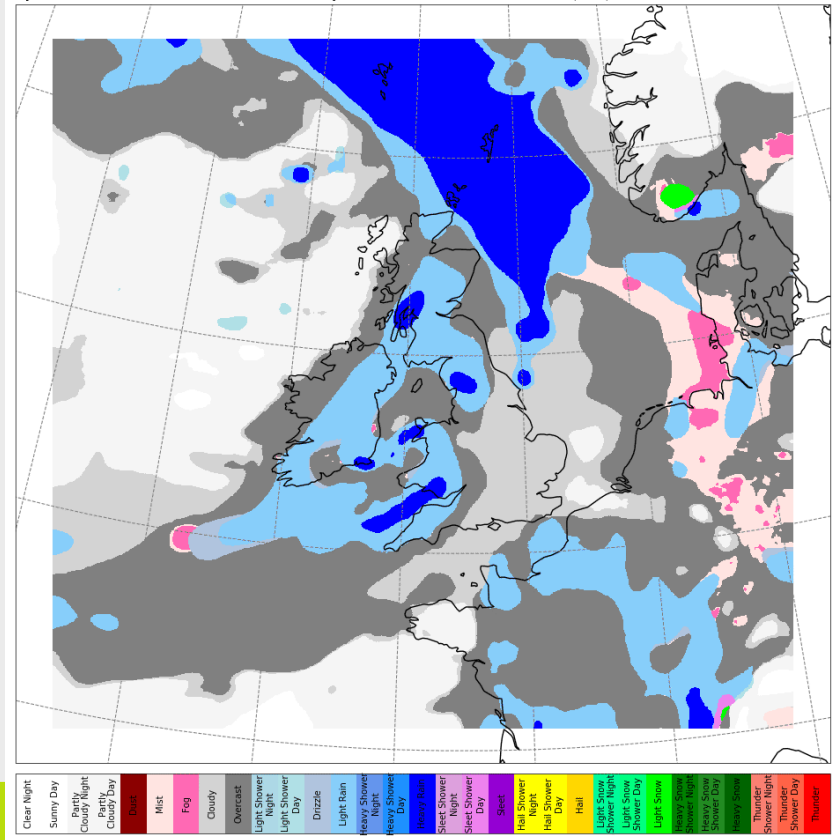 Clear Night
Sunny Day
Partly
Cloudy Night
Partly
Cloudy Day
Dust
Mist
Fog
Cloudy
Overcast
Light Shower
Night
Light Shower
Day
Drizzle
Light Rain
Heavy Shower
Night
Heavy Shower
Day
Heavy Rain
Sleet Shower
Night
Sleet Shower
Day
Sleet
Hail Shower
Night
Hail Shower
Day
Hail
Light Snow
Shower Night
Light Snow
Shower Day
Light Snow
Heavy Snow
Shower Night
Heavy Snow
Shower Day
Heavy Snow
Thunder
Shower Night
Thunder
Shower Day
Thunder